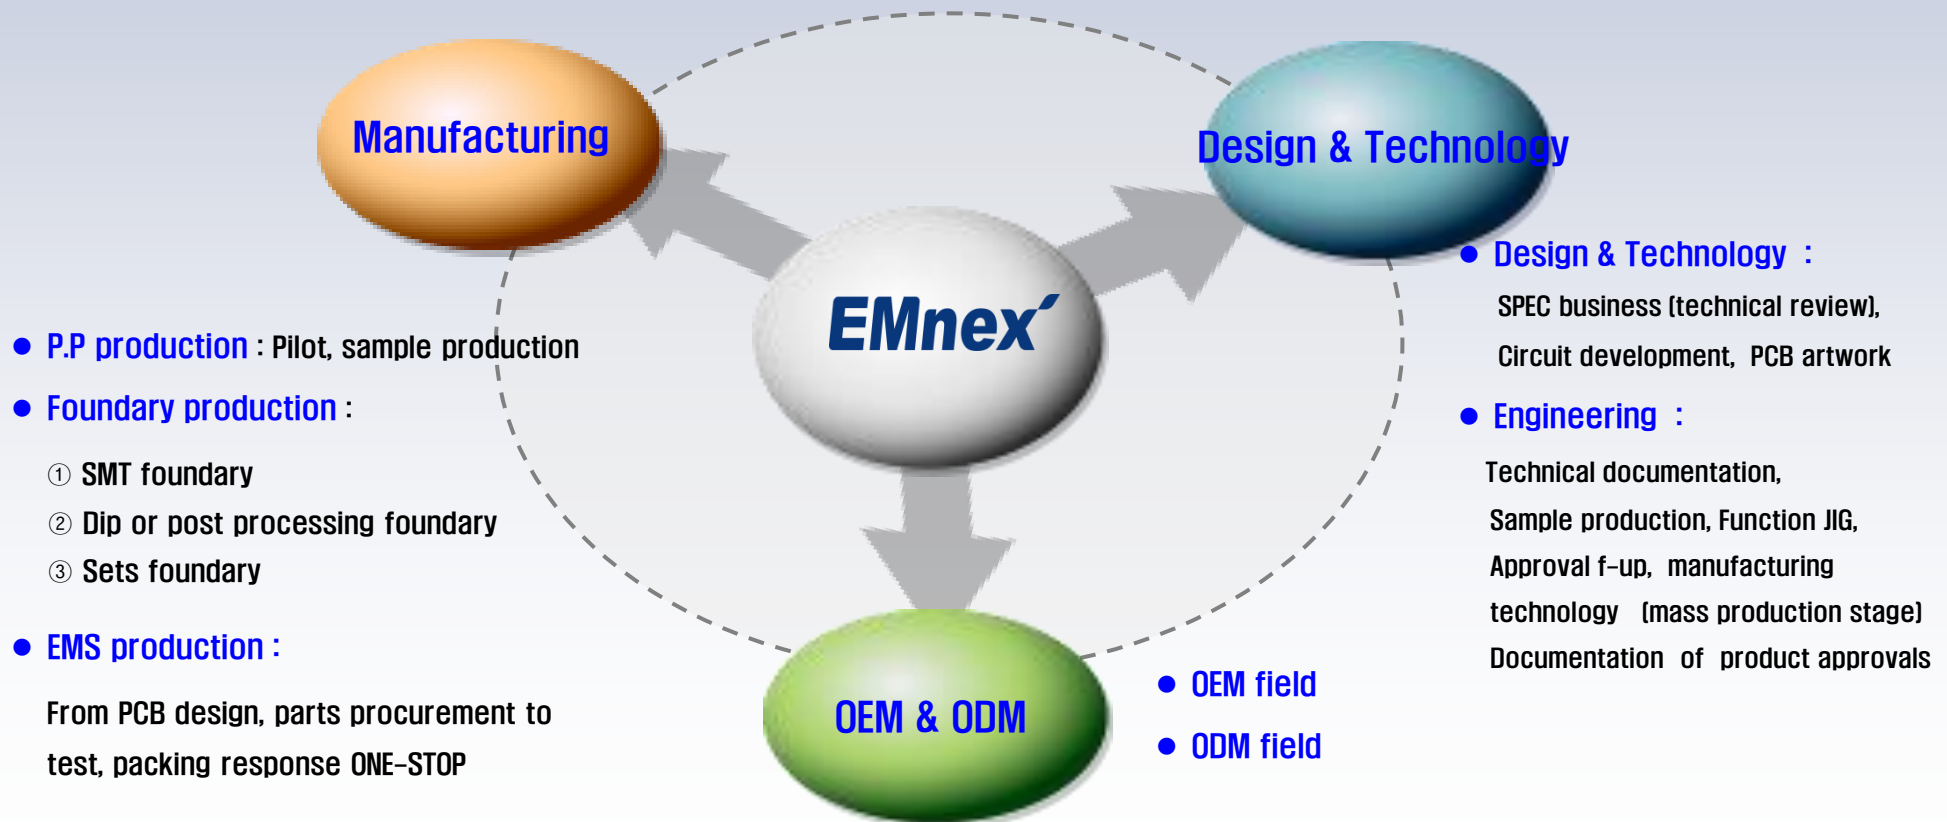 Manufacturing
Design & Technology
EMnex
● P.P production : Pilot, sample production
● Foundary production :
① SMT foundary
② Dip or post processing foundary
③ Sets foundary
● EMS production :
From PCB design, parts procurement to
test, packing response ONE-STOP
● Design & Technology :
SPEC business (technical review),
Circuit development, PCB artwork
● Engineering :
Technical documentation,
Sample production, Function JIG,
Approval f-up, manufacturing
technology (mass production stage)
Documentation of product approvals
OEM & ODM
● OEM field
● ODM field